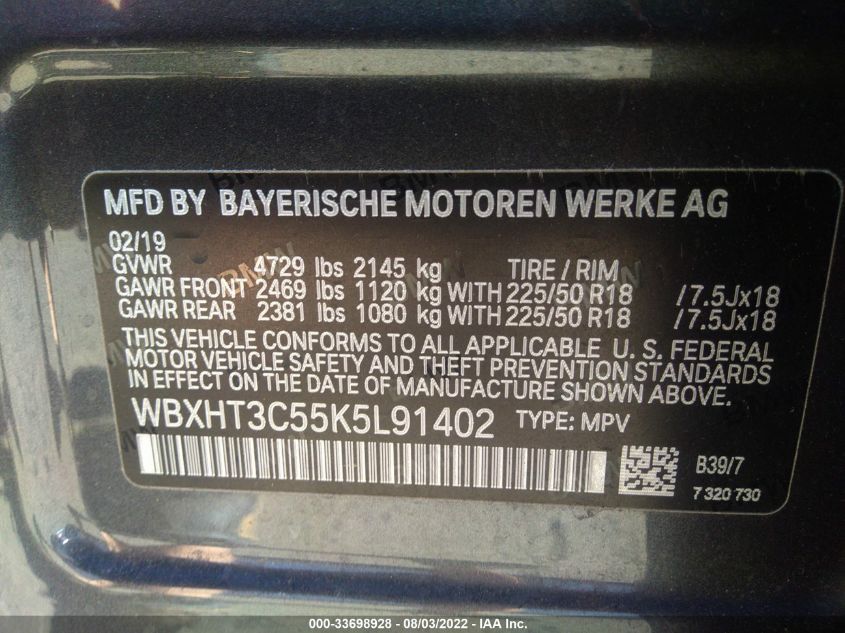 MFD BY BAYERISCHE MOTOREN WERKE AG
02/19
GVWR 4729 lbs 2145 kg TIRE / RIM
GAWR FRONT 2469 lbs 1120 kg WITH 225/50 R18 /7.5Jx18
GAWR REAR 2381 lbs 1080 kg WITH 225/50 R18 /7.5Jx18
THIS VEHICLE CONFORMS TO ALL APPLICABLE U. S. FEDERAL
MOTOR VEHICLE SAFETY AND THEFT PREVENTION STANDARDS
IN EFFECT ON THE DATE OF MANUFACTURE SHOWN ABOVE.
WBXHT3C55K5L91402 TYPE: MPV
B39/7
7 320 730
000-33698928 - 08/03/2022 - IAA Inc.